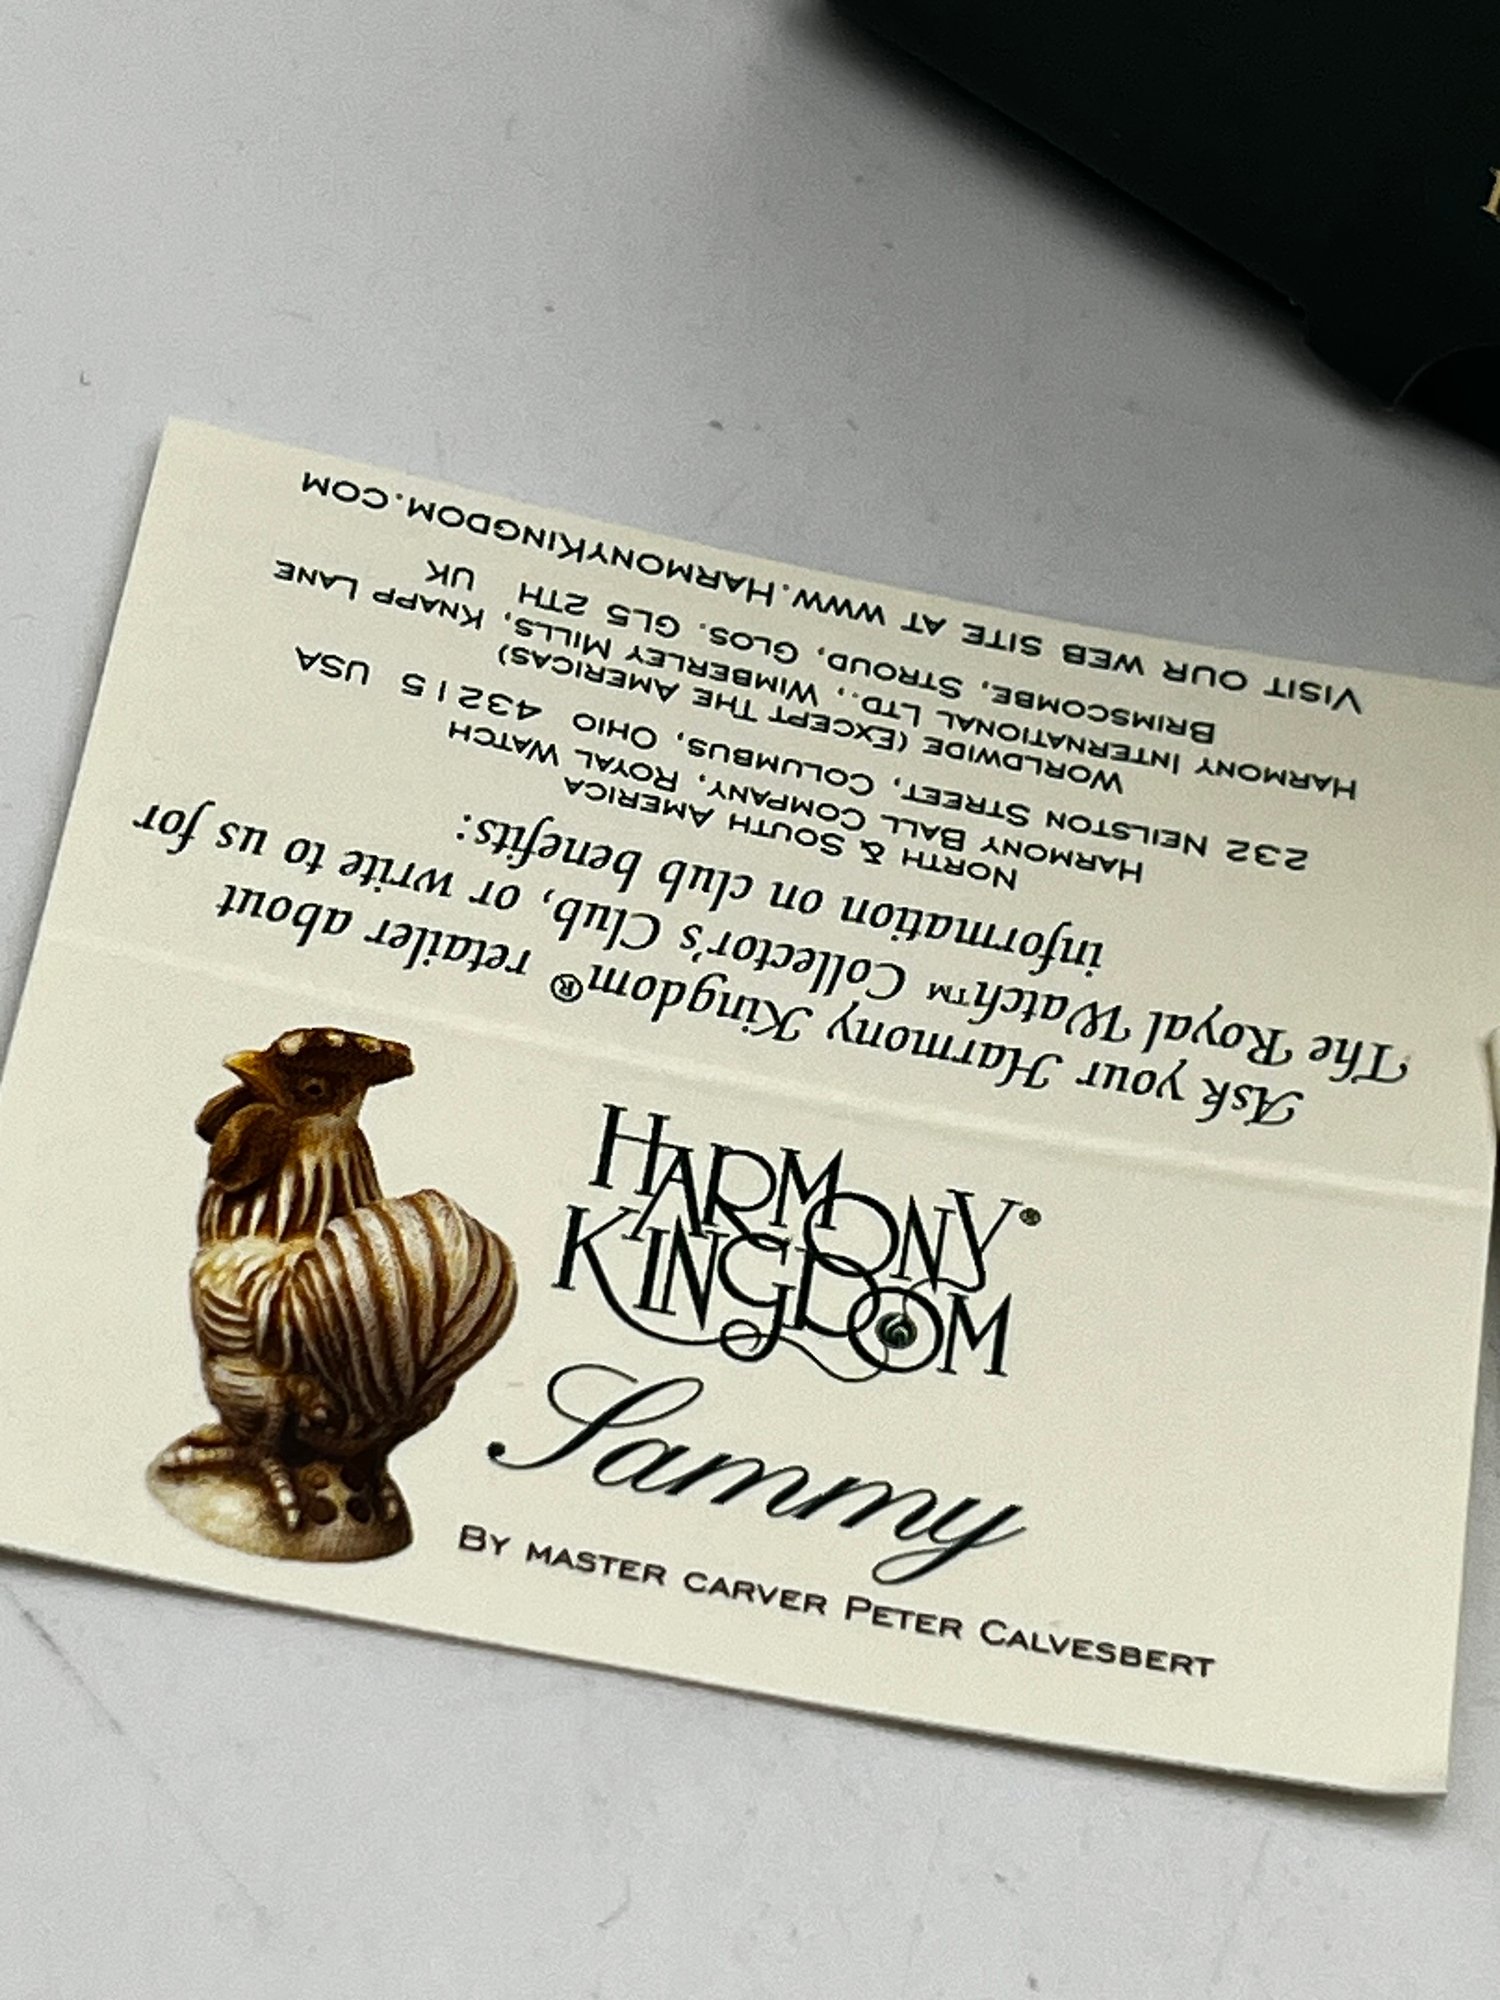 HARMONY®
KINGDOM
Sammy
BY MASTER CARVER PETER CALVESBERT
Ask your Harmony Kingdom® retailer about
The Royal Watch™ Collector's Club, or write to us for
information on club benefits:
NORTH & SOUTH AMERICA
HARMONY BALL COMPANY, ROYAL WATCH
232 NEILSTON STREET, COLUMBUS, OHIO 43215 USA
WORLDWIDE (EXCEPT THE AMERICAS)
HARMONY INTERNATIONAL LTD., WIMBERLEY MILLS, KNAPP LANE
BRIMSCOMBE, STROUD, GLOS. GL5 2TH UK
VISIT OUR WEB SITE AT WWW.HARMONYKINGDOM.COM